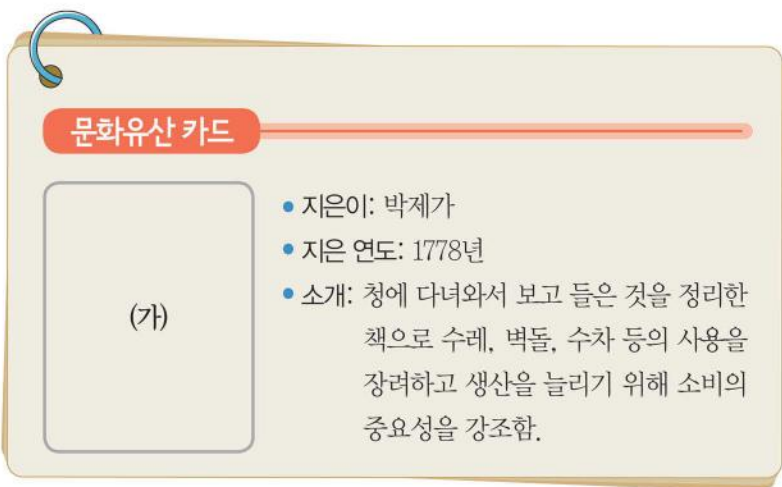 문화유산 카드
(가)
• 지은이: 박제가
• 지은 연도: 1778년
• 소개: 청에 다녀와서 보고 들은 것을 정리한
책으로 수레, 벽돌, 수차 등의 사용을
장려하고 생산을 늘리기 위해 소비의
중요성을 강조함.